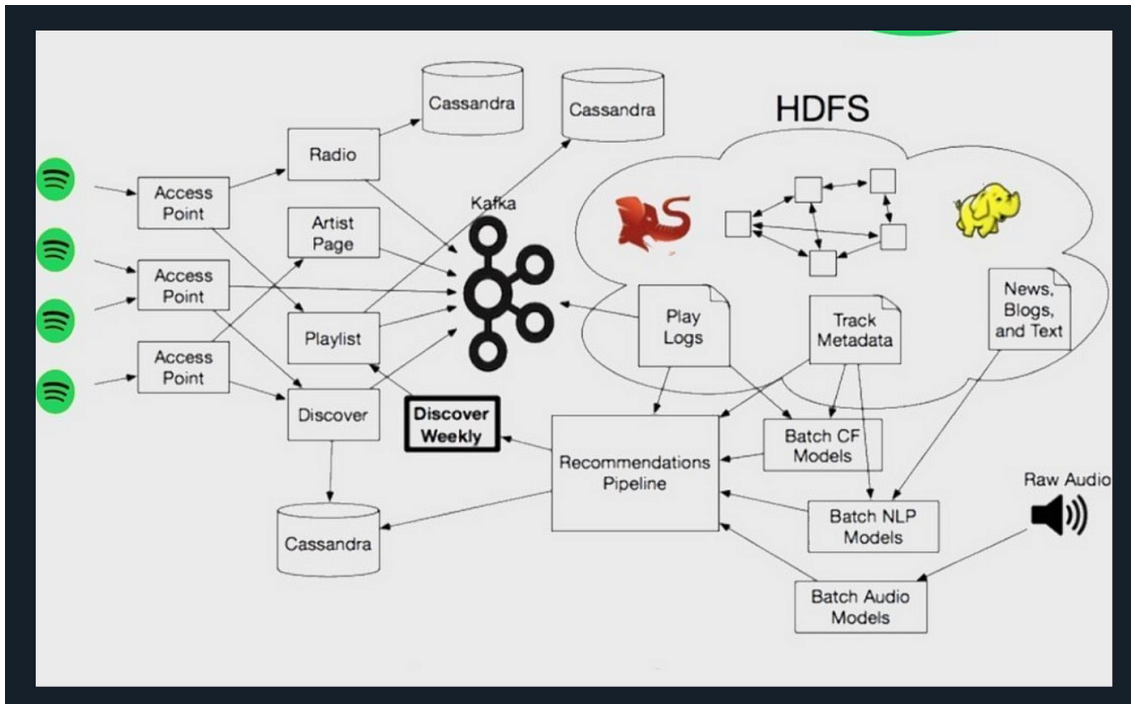 Cassandra
Cassandra
HDFS
Radio
Access
Point
Artist
Page
Kafka
Access
Point
Playlist
Access
Point
Discover
Discover
Weekly
Cassandra
Play
Logs
Track
Metadata
News,
Blogs,
and Text
Recommendations
Pipeline
Batch CF
Models
Batch NLP
Models
Batch Audio
Models
Raw Audio